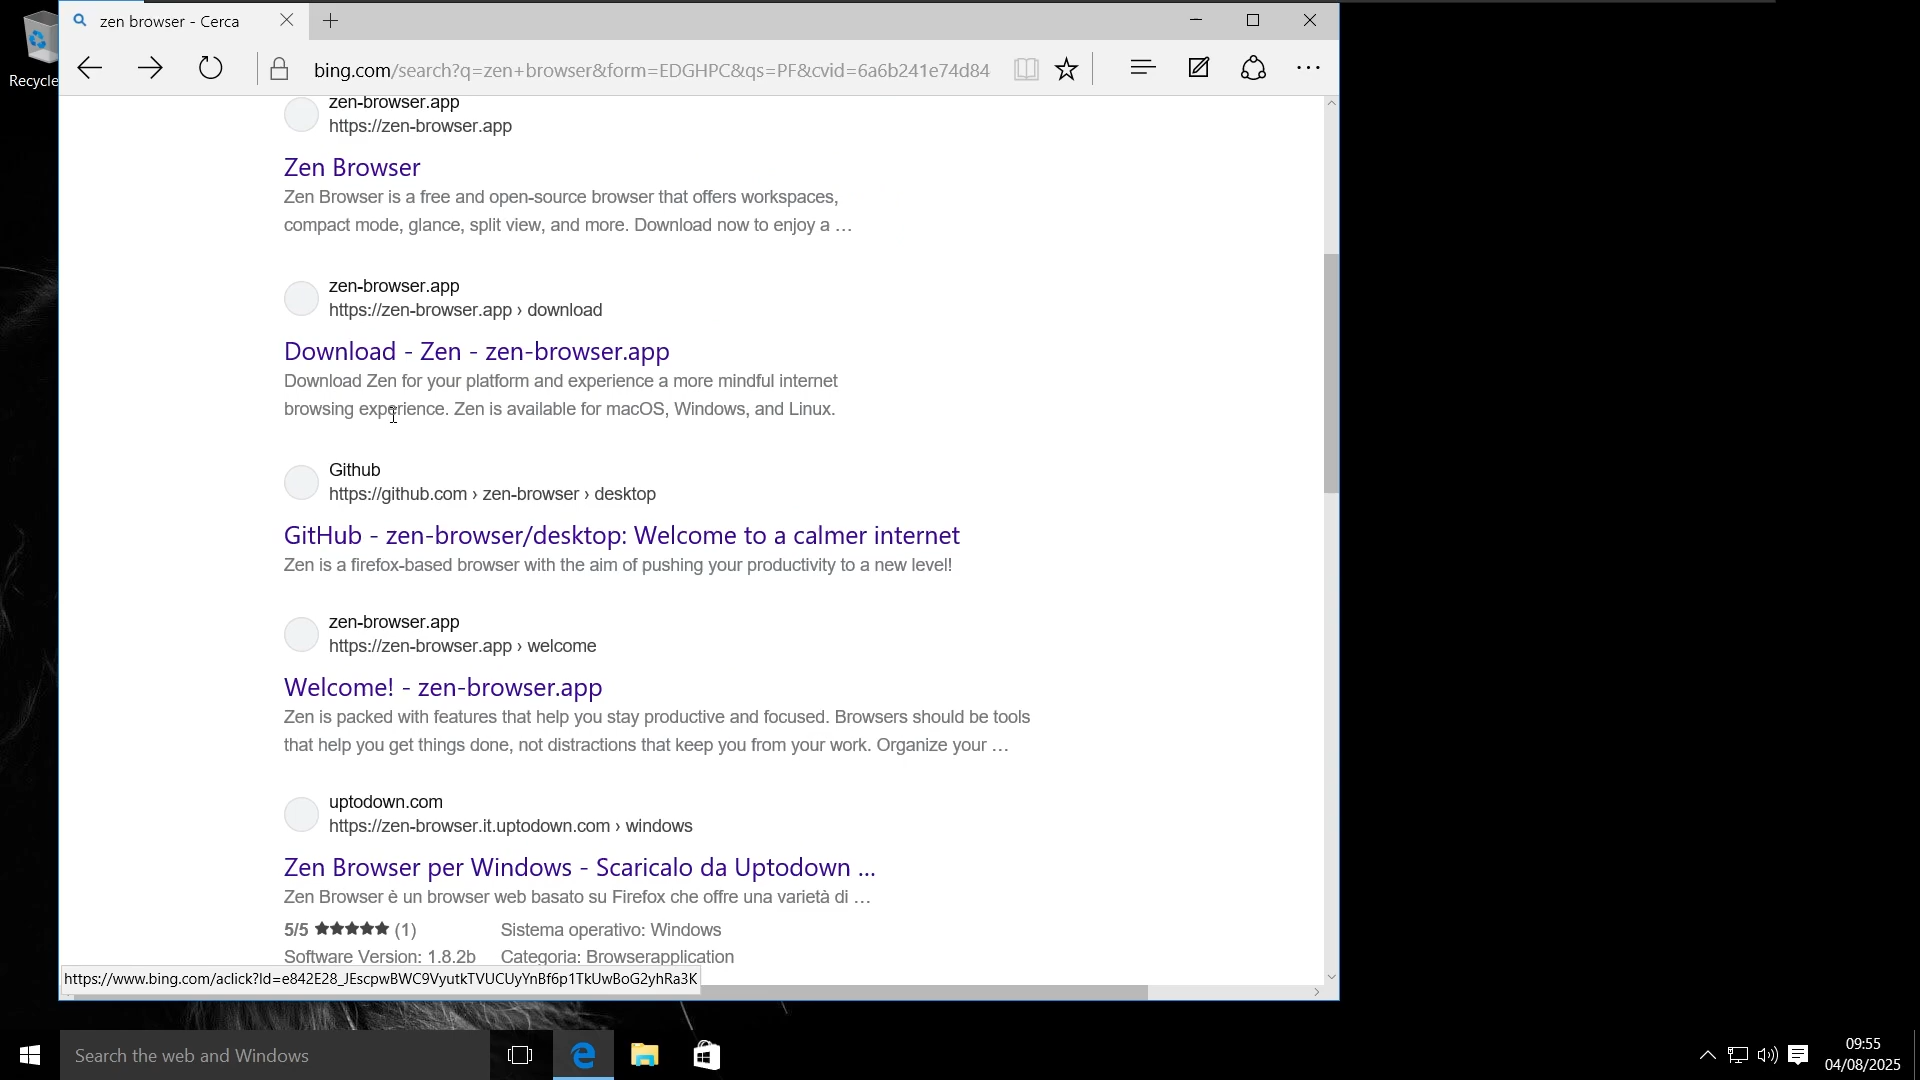 zen browser - Cerca
bing.com/search?q=zen+browser&form=EDGHPC&qs=PF&cvid=6a6b241e74d84
Recycle
zen-browser.app
https://zen-browser.app
Zen Browser
Zen Browser is a free and open-source browser that offers workspaces,
compact mode, glance, split view, and more. Download now to enjoy a …
zen-browser.app
https://zen-browser.app › download
Download - Zen - zen-browser.app
Download Zen for your platform and experience a more mindful internet
browsing experience. Zen is available for macOS, Windows, and Linux.
Github
https://github.com › zen-browser › desktop
GitHub - zen-browser/desktop: Welcome to a calmer internet
Zen is a firefox-based browser with the aim of pushing your productivity to a new level!
zen-browser.app
https://zen-browser.app › welcome
Welcome! - zen-browser.app
Zen is packed with features that help you stay productive and focused. Browsers should be tools
that help you get things done, not distractions that keep you from your work. Organize your …
uptodown.com
https://zen-browser.it.uptodown.com › windows
Zen Browser per Windows - Scaricalo da Uptodown ...
Zen Browser è un browser web basato su Firefox che offre una varietà di …
5/5 ★★★★★ (1) Sistema operativo: Windows
Software Version: 1.8.2b Categoria: Browserapplication
https://www.bing.com/aclick?ld=e842E28_JEscpwBWC9VyutkTVUCUyYnBf6p1TkUwBoG2yhRa3K
Search the web and Windows
09:55
04/08/2025